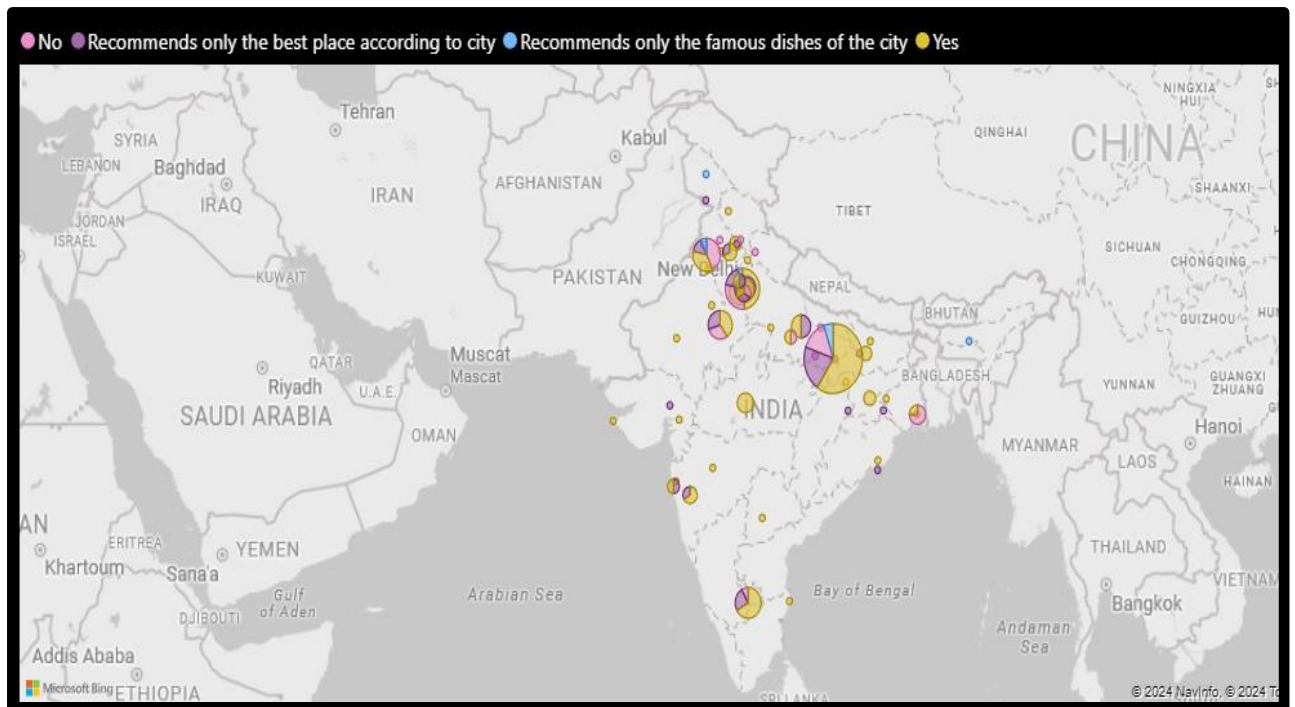 No Recommends only the best place according to city Recommends only the famous dishes of the city Yes
NINGXIA
HUI
Tehran
Kabul
QINGHAI
CHINA
SYRIA
LEBANON
Baghdad
IRAN
AFGHANISTAN
SHAANXI
IRAQ
TIBET
JORDAN
ISRAEL
SICHUAN
CHONGQING
KUWAIT
PAKISTAN
New Delhi
NEPAL
BHUTAN
GUIZHOU
QATAR
Muscat
Muscat
Riyadh
U.A.E.
BANGLADESH
YUNNAN
GUANGXI
ZHUANG
SAUDI ARABIA
INDIA
OMAN
Hanoi
MYANMAR
LAOS
HAINAN
AN
ERITREA
YEMEN
THAILAND
Khartoum
Sana'a
VIETNAM
Gulf
of Aden
Arabian Sea
Bay of Bengal
DJIBOUTI
Bangkok
Andaman
Sea
Addis Ababa
Microsoft Bing
ETHIOPIA
SRI LANKA
© 2024 NavInfo, © 2024 To